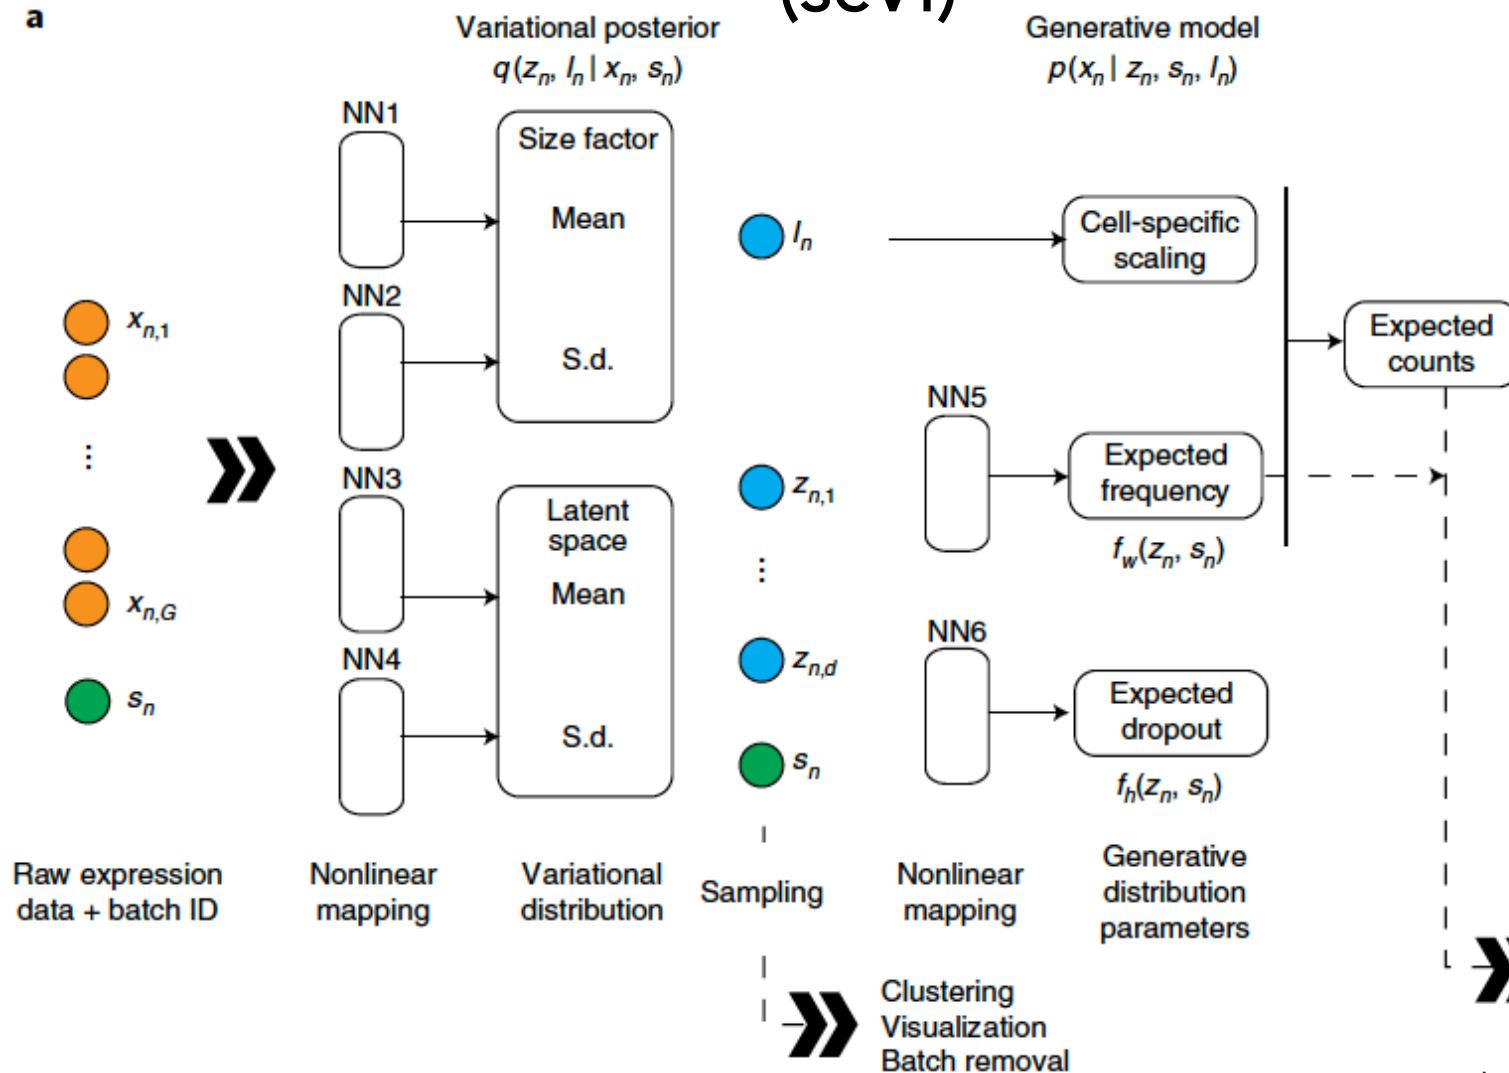 (scVI)
a
Variational posterior
q(zₙ, lₙ | xₙ, sₙ)
Generative model
p(xₙ | zₙ, sₙ, lₙ)
NN1
Size factor
Mean
S.d.
NN2
NN3
Latent
space
Mean
S.d.
NN4
xₙ,₁
⋮
xₙ,G
sₙ
lₙ
zₙ,₁
⋮
zₙ,d
sₙ
Cell-specific
scaling
Expected
counts
NN5
Expected
frequency
f_w(zₙ, sₙ)
NN6
Expected
dropout
f_h(zₙ, sₙ)
Raw expression
data + batch ID
Nonlinear
mapping
Variational
distribution
Sampling
Nonlinear
mapping
Generative
distribution
parameters
Clustering
Visualization
Batch removal